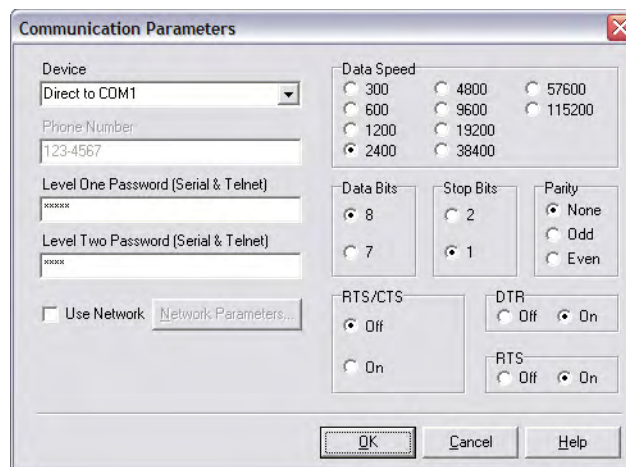 Communication Parameters
Device
Direct to COM1
Phone Number
123-4567
Level One Password (Serial & Telnet)
*****
Level Two Password (Serial & Telnet)
****
Use Network
Network Parameters...
Data Speed
300 4800 57600
600 9600 115200
1200 19200
2400 38400
Data Bits
8
7
Stop Bits
2
1
Parity
None
Odd
Even
RTS/CTS
Off
On
DTR
Off On
RTS
Off On
OK Cancel Help